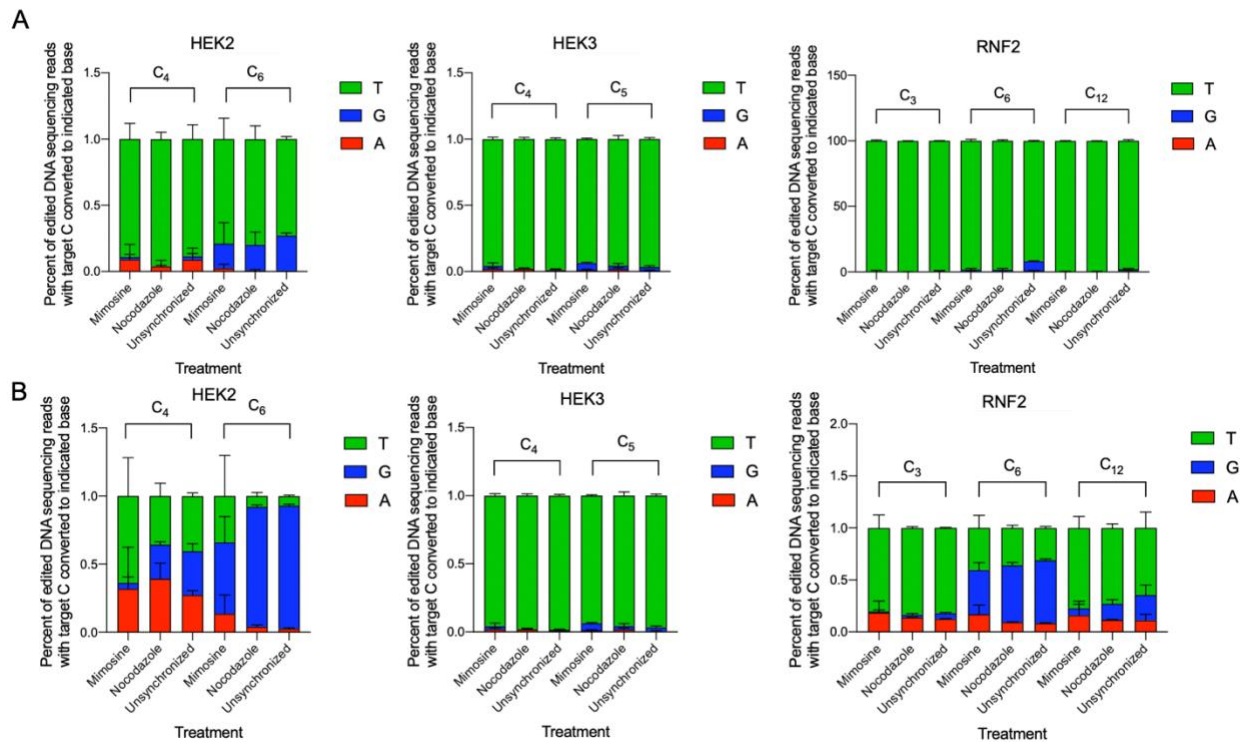 A
HEK2
Percent of edited DNA sequencing reads
with target C converted to indicated base
1.5
1.0
0.5
0.0
C4
C6
T
G
A
Mimosine
Nocodazole
Unsynchronized
Mimosine
Nocodazole
Unsynchronized
Treatment
HEK3
Percent of edited DNA sequencing reads
with target C converted to indicated base
1.5
1.0
0.5
0.0
C4
C5
T
G
A
Mimosine
Nocodazole
Unsynchronized
Mimosine
Nocodazole
Unsynchronized
Treatment
RNF2
Percent of edited DNA sequencing reads
with target C converted to indicated base
150
100
50
0
C3
C6
C12
T
G
A
Mimosine
Nocodazole
Unsynchronized
Mimosine
Nocodazole
Unsynchronized
Mimosine
Nocodazole
Unsynchronized
Treatment
B
HEK2
Percent of edited DNA sequencing reads
with target C converted to indicated base
1.5
1.0
0.5
0.0
C4
C6
T
G
A
Mimosine
Nocodazole
Unsynchronized
Mimosine
Nocodazole
Unsynchronized
Treatment
HEK3
Percent of edited DNA sequencing reads
with target C converted to indicated base
1.5
1.0
0.5
0.0
C4
C5
T
G
A
Mimosine
Nocodazole
Unsynchronized
Mimosine
Nocodazole
Unsynchronized
Treatment
RNF2
Percent of edited DNA sequencing reads
with target C converted to indicated base
2.0
1.5
1.0
0.5
0.0
C3
C6
C12
T
G
A
Mimosine
Nocodazole
Unsynchronized
Mimosine
Nocodazole
Unsynchronized
Mimosine
Nocodazole
Unsynchronized
Treatment